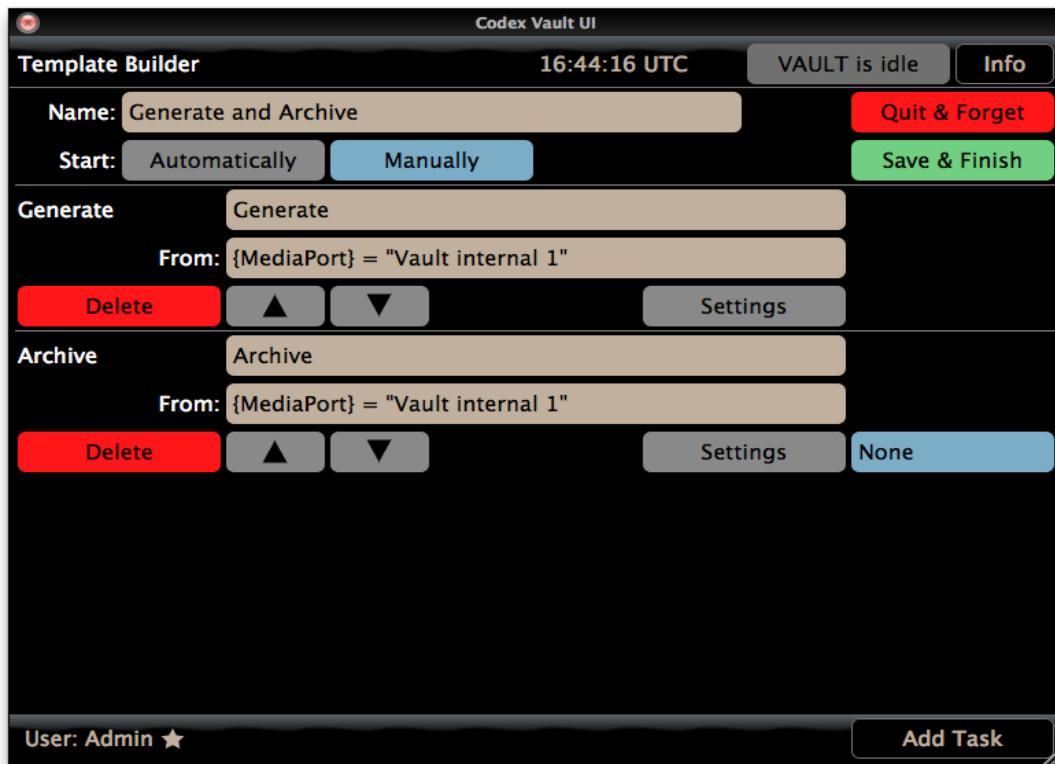 Codex Vault UI
Template Builder 16:44:16 UTC VAULT is idle Info
Name: Generate and Archive Quit & Forget
Start: Automatically Manually Save & Finish
Generate Generate
From: {MediaPort} = "Vault internal 1"
Delete ▲ ▼ Settings
Archive Archive
From: {MediaPort} = "Vault internal 1"
Delete ▲ ▼ Settings None
User: Admin ★ Add Task